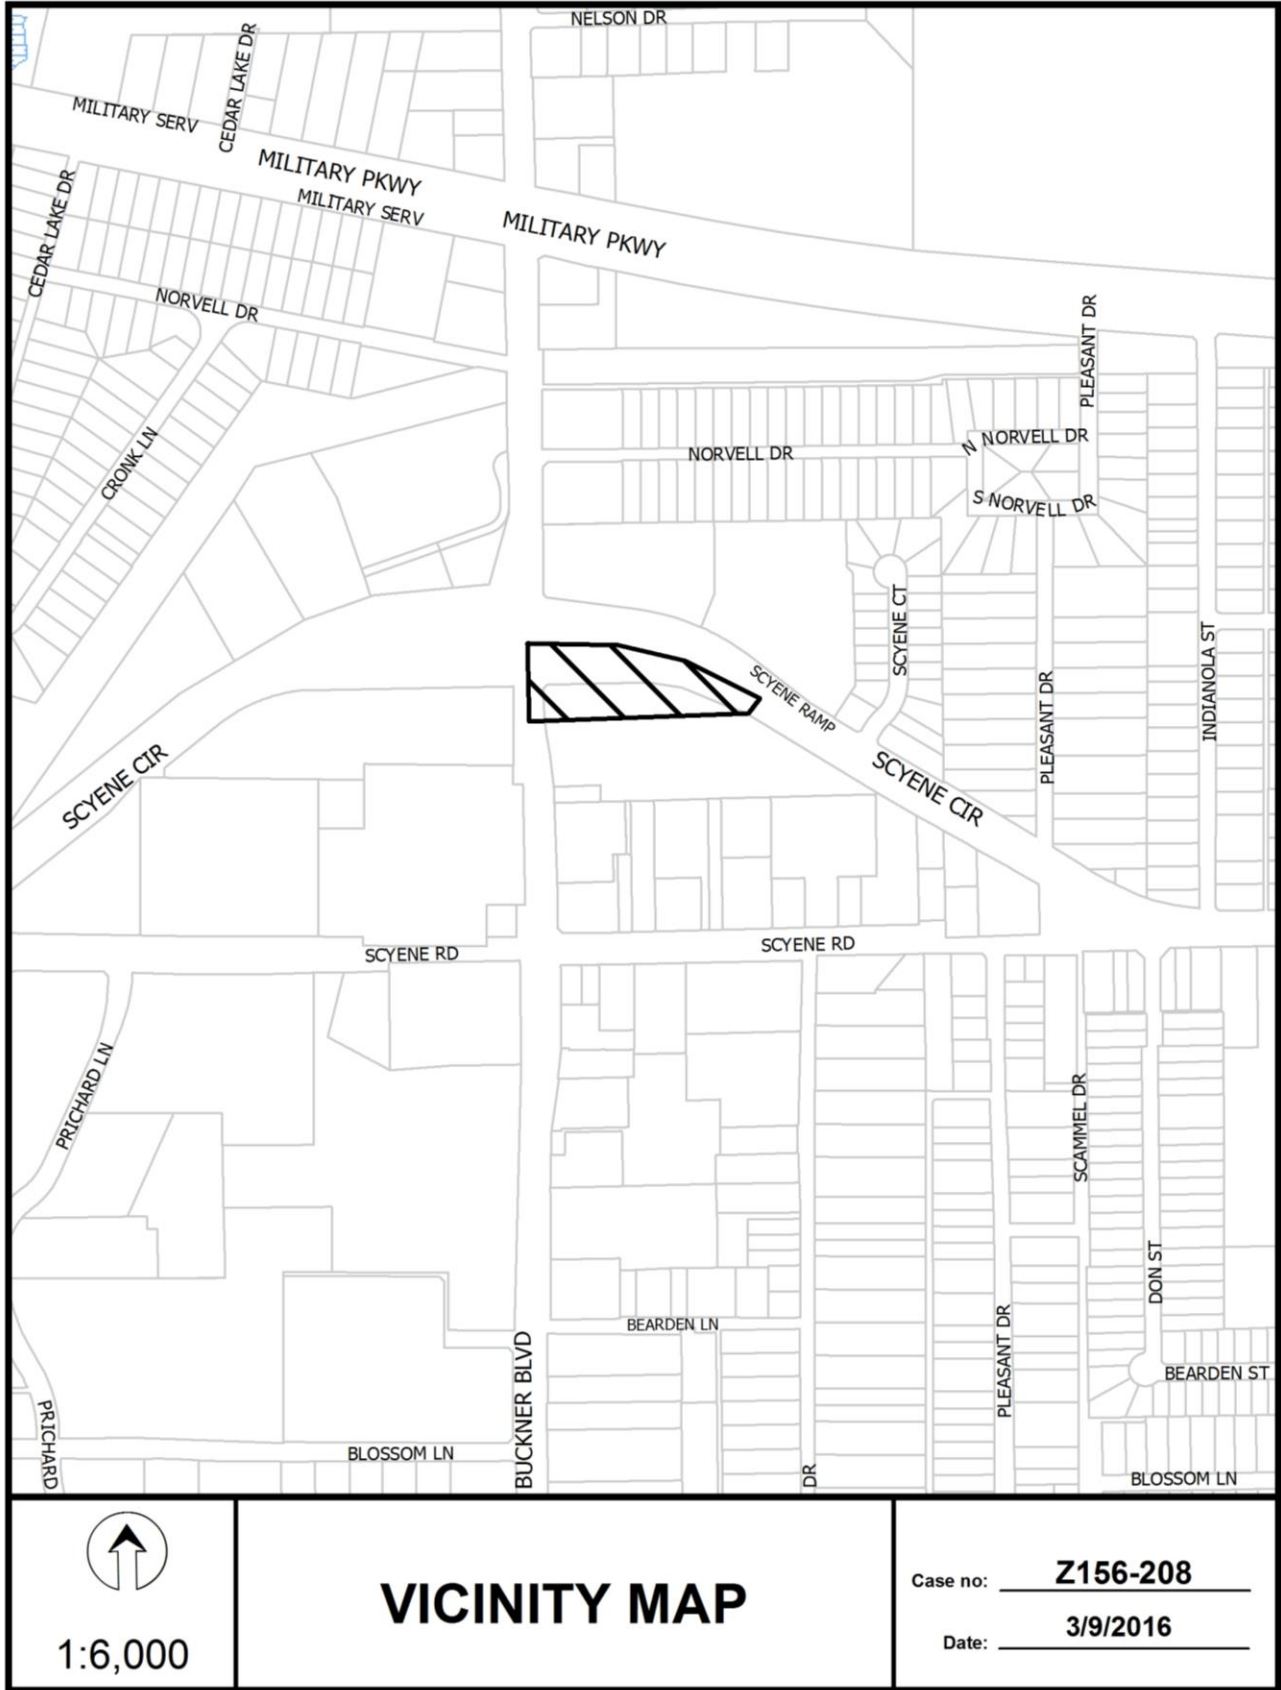 NELSON DR
CEDAR LAKE DR
MILITARY SERV
MILITARY PKWY
MILITARY SERV
MILITARY PKWY
CEDAR LAKE DR
NORVELL DR
PLEASANT DR
CRONK LN
NORVELL DR
N NORVELL DR
S NORVELL DR
SCYENE CT
INDIANOLA ST
SCYENE RAMP
PLEASANT DR
SCYENE CIR
SCYENE CIR
SCYENE RD
SCYENE RD
PRICHARD LN
SCAMMEL DR
DON ST
BEARDEN LN
PLEASANT DR
BUCKNER BLVD
BEARDEN ST
PRICHARD
BLOSSOM LN
DR
BLOSSOM LN
1:6,000
VICINITY MAP
Case no: Z156-208
Date: 3/9/2016